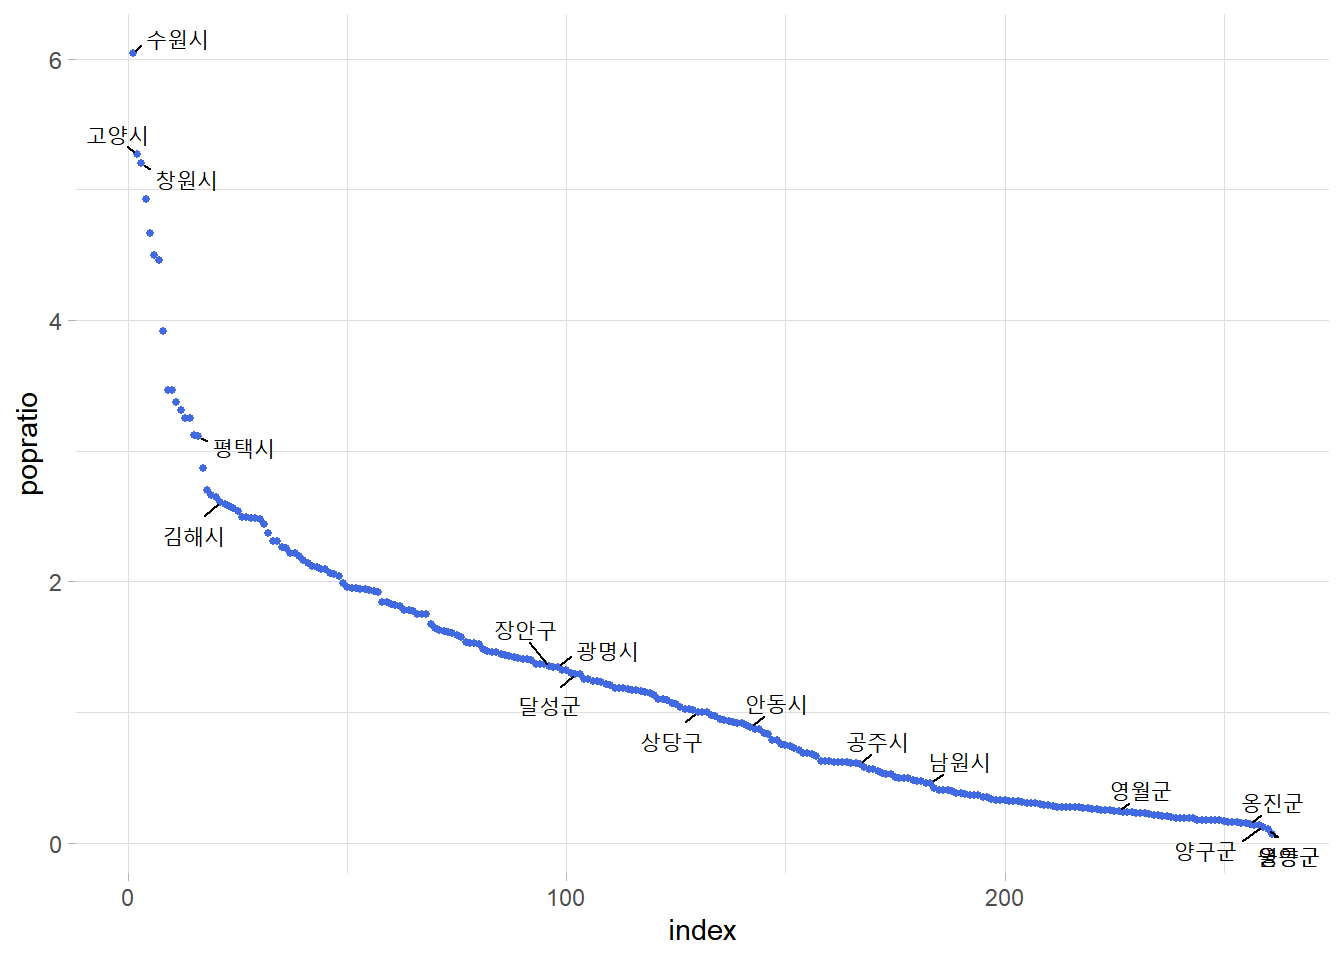 수원시
고양시
창원시
평택시
김해시
장안구
광명시
달성군
상당구
안동시
공주시
남원시
영월군
옹진군
양구군
popratio
6
4
2
0
0
100
200
index